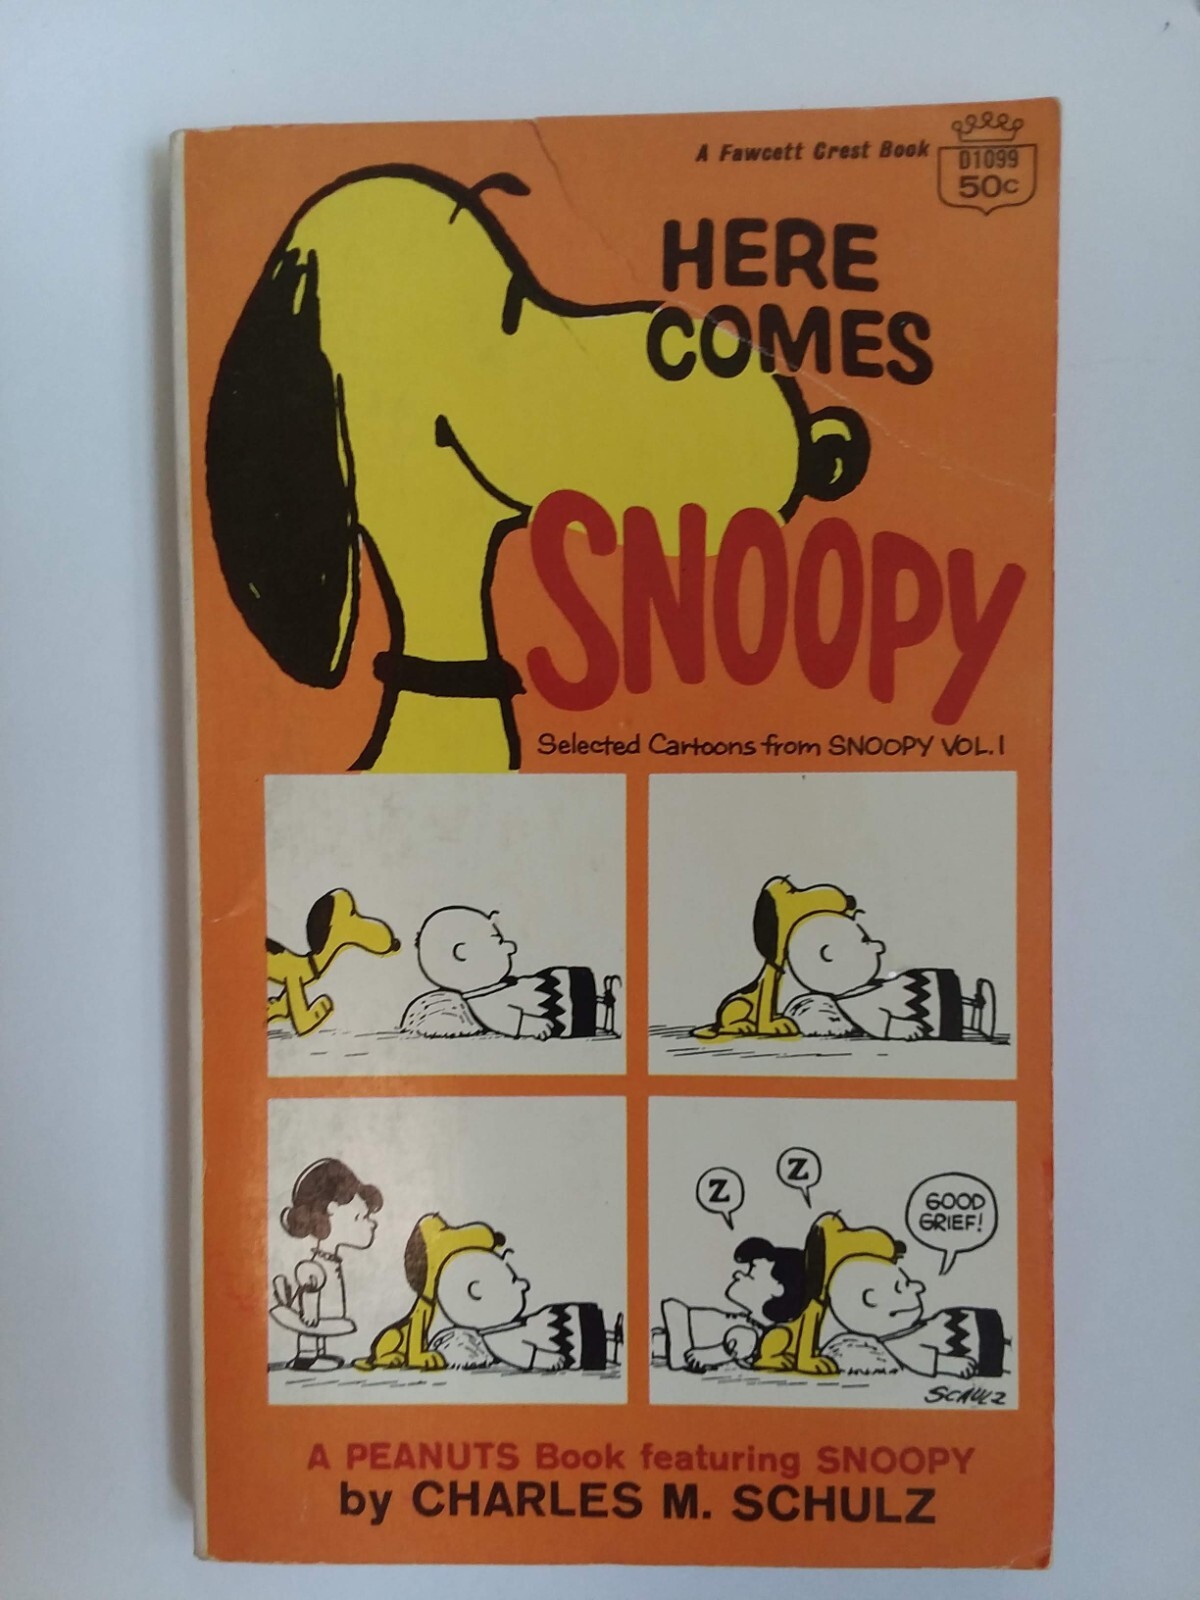 A Fawcett Crest Book
D1099
50c
HERE
COMES
SNOOPY
Selected Cartoons from SNOOPY VOL. 1
Z
Z
GOOD
GRIEF!
SCHULZ
A PEANUTS Book featuring SNOOPY
by CHARLES M. SCHULZ